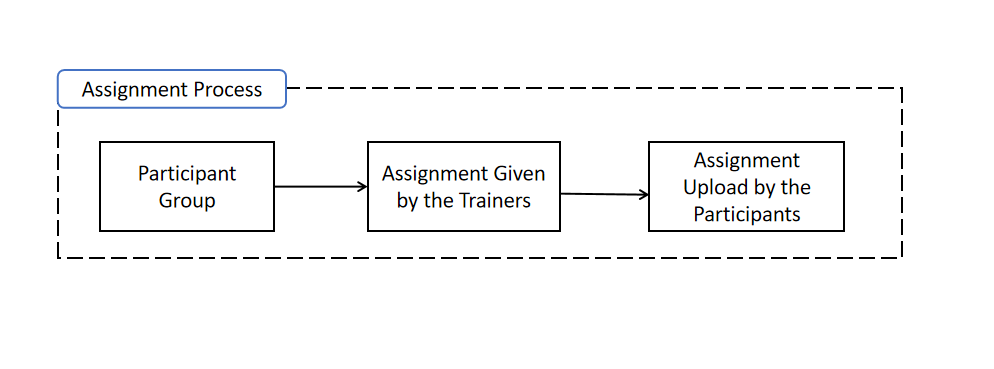 Assignment Process
Participant
Group
Assignment Given
by the Trainers
Assignment
Upload by the
Participants